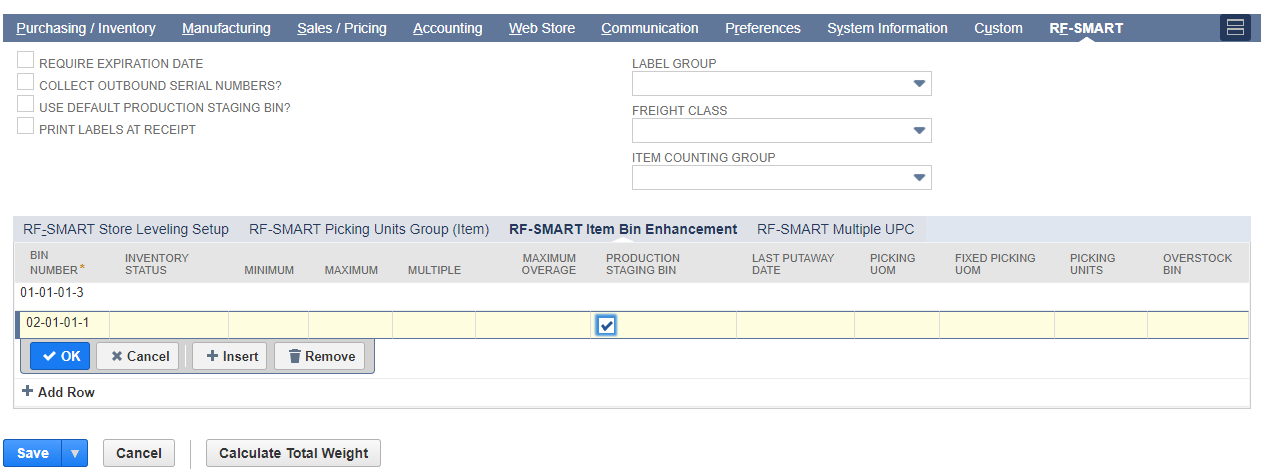 Purchasing / Inventory Manufacturing Sales / Pricing Accounting Web Store Communication Preferences System Information Custom RF-SMART
REQUIRE EXPIRATION DATE
COLLECT OUTBOUND SERIAL NUMBERS?
USE DEFAULT PRODUCTION STAGING BIN?
PRINT LABELS AT RECEIPT
LABEL GROUP
FREIGHT CLASS
ITEM COUNTING GROUP
RF-SMART Store Leveling Setup RF-SMART Picking Units Group (Item) RF-SMART Item Bin Enhancement RF-SMART Multiple UPC
BIN INVENTORY MAXIMUM PRODUCTION LAST PUTAWAY PICKING FIXED PICKING PICKING OVERSTOCK
NUMBER* STATUS MINIMUM MAXIMUM MULTIPLE OVERAGE STAGING BIN DATE UOM UOM UNITS BIN
01-01-01-3
02-01-01-1
OK Cancel Insert Remove
Add Row
Save Cancel Calculate Total Weight